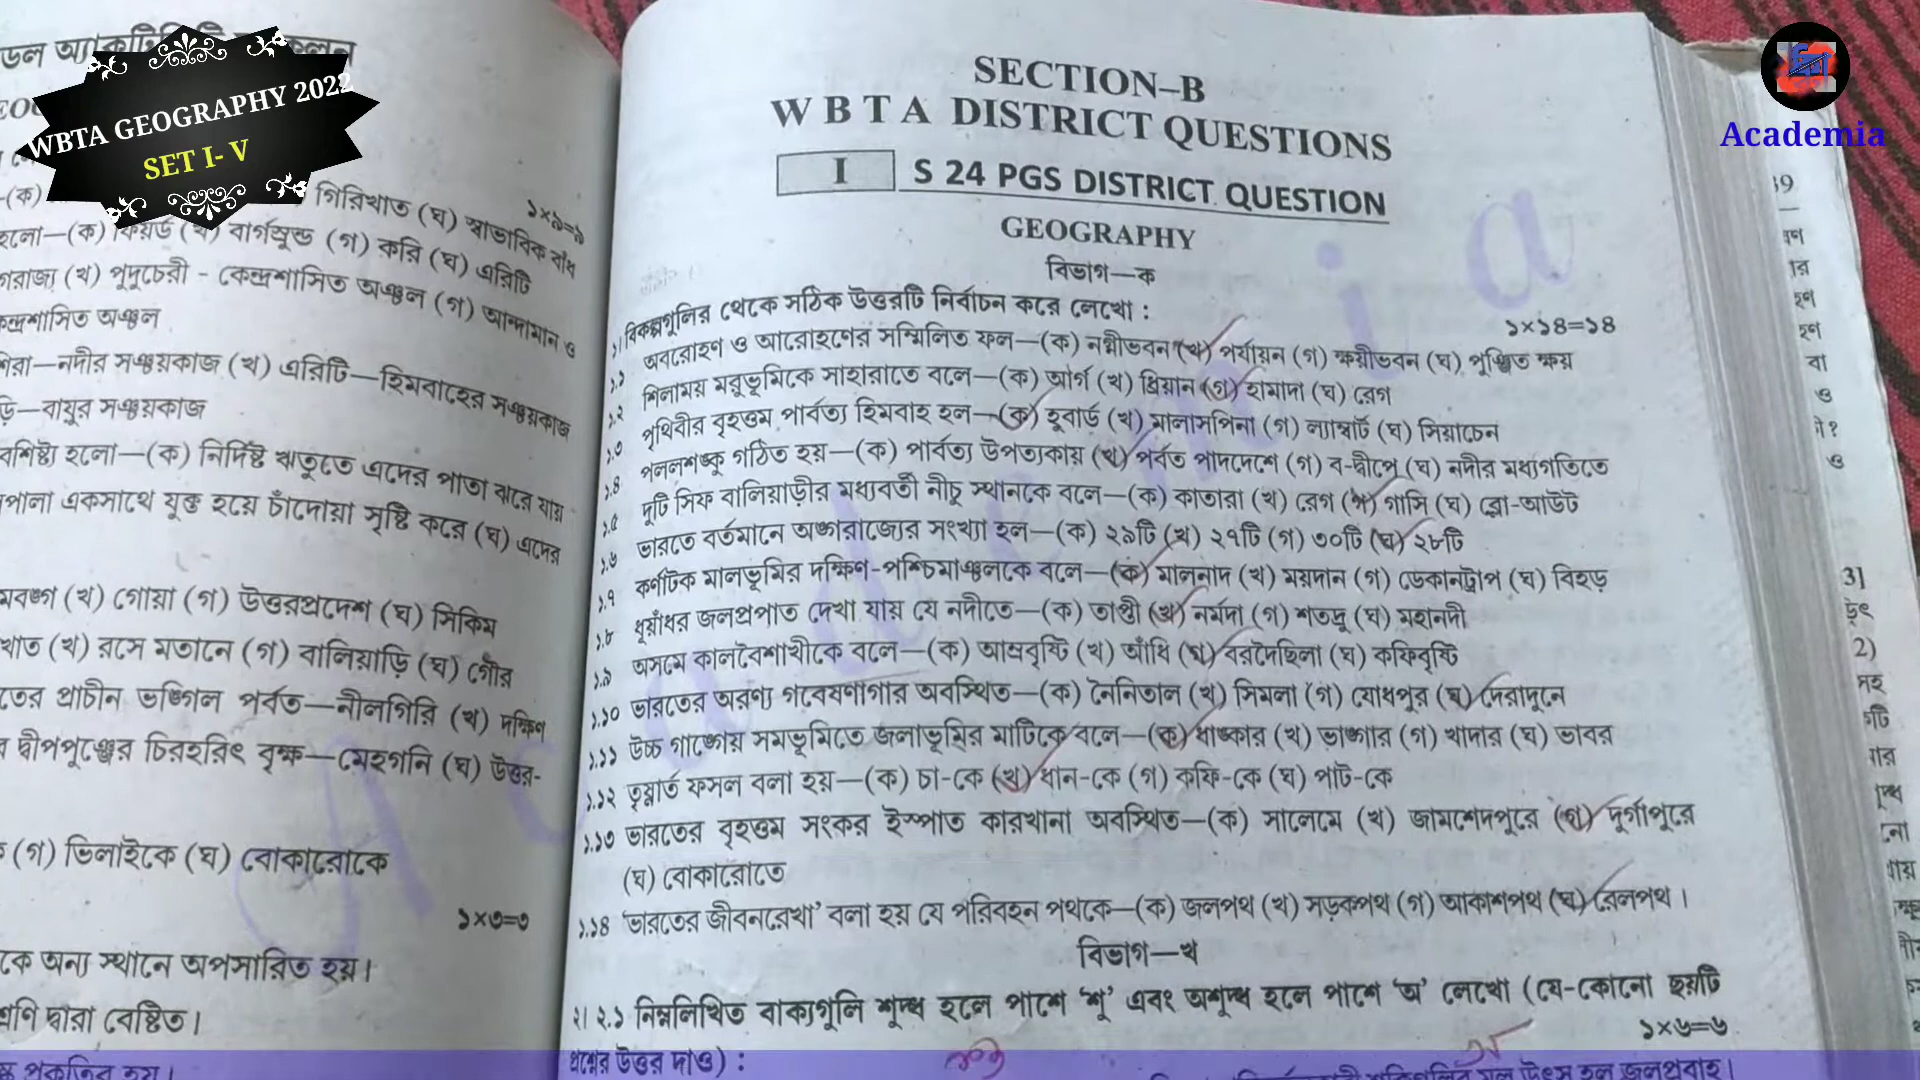 WBTA GEOGRAPHY 2022
SET I- V
Academia
গিরিখাত (ঘ) স্বাভাবিক বাঁধ
১×৯=৯
হলো—(ক) ফিয়র্ড (খ) বার্গস্রুন্ড (গ) করি (ঘ) এরিটি
(খ) পুদুচেরী - কেন্দ্রশাসিত অঞ্চল (গ) আন্দামান ও
কেন্দ্রশাসিত অঞ্চল
শিরা—নদীর সঞ্চয়কাজ (খ) এরিটি—হিমবাহের সঞ্চয়কাজ
—বায়ুর সঞ্চয়কাজ
হলো—(ক) নির্দিষ্ট ঋতুতে এদের পাতা ঝরে যায়
একসাথে যুক্ত হয়ে চাঁদোয়া সৃষ্টি করে (ঘ) এদের
(খ) গোয়া (গ) উত্তরপ্রদেশ (ঘ) সিকিম
(খ) রসে মতানে (গ) বালিয়াড়ি (ঘ) গৌর
প্রাচীন ভঙ্গিল পর্বত—নীলগিরি (খ) দক্ষিণ
দ্বীপপুঞ্জের চিরহরিৎ বৃক্ষ—মেহগনি (ঘ) উত্তর-
(গ) ভিলাইকে (ঘ) বোকারোকে
১×৩=৩
অন্য স্থানে অপসারিত হয়।
দ্বারা বেষ্টিত।
SECTION–B
W B T A DISTRICT QUESTIONS
I S 24 PGS DISTRICT QUESTION
GEOGRAPHY
বিভাগ—ক
১। বিকল্পগুলির থেকে সঠিক উত্তরটি নির্বাচন করে লেখো : ১×১৪=১৪
১.১ অবরোহণ ও আরোহণের সম্মিলিত ফল—(ক) নগ্নীভবন (খ) পর্যায়ন (গ) ক্ষয়ীভবন (ঘ) পুঞ্জিত ক্ষয়
১.২ শিলাময় মরুভূমিকে সাহারাতে বলে—(ক) আর্গ (খ) থ্রিয়ান (গ) হামাদা (ঘ) রেগ
১.৩ পৃথিবীর বৃহত্তম পার্বত্য হিমবাহ হল—(ক) হুবার্ড (খ) মালাসপিনা (গ) ল্যাম্বার্ট (ঘ) সিয়াচেন
১.৪ পললশঙ্কু গঠিত হয়—(ক) পার্বত্য উপত্যকায় (খ) পর্বত পাদদেশে (গ) ব-দ্বীপে (ঘ) নদীর মধ্যগতিতে
১.৫ দুটি সিফ বালিয়াড়ীর মধ্যবর্তী নীচু স্থানকে বলে—(ক) কাতারা (খ) রেগ (গ) গাসি (ঘ) ব্লো-আউট
১.৬ ভারতে বর্তমানে অঙ্গরাজ্যের সংখ্যা হল—(ক) ২৯টি (খ) ২৭টি (গ) ৩০টি (ঘ) ২৮টি
১.৭ কর্ণাটক মালভূমির দক্ষিণ-পশ্চিমাঞ্চলকে বলে—(ক) মালনাদ (খ) ময়দান (গ) ডেকানট্রাপ (ঘ) বিহড়
১.৮ ধূয়াঁধর জলপ্রপাত দেখা যায় যে নদীতে—(ক) তাপ্তী (খ) নর্মদা (গ) শতদ্রু (ঘ) মহানদী
১.৯ অসমে কালবৈশাখীকে বলে—(ক) আম্রবৃষ্টি (খ) আঁধি (গ) বরদৈছিলা (ঘ) কফিবৃষ্টি
১.১০ ভারতের অরণ্য গবেষণাগার অবস্থিত—(ক) নৈনিতাল (খ) সিমলা (গ) যোধপুর (ঘ) দেরাদুনে
১.১১ উচ্চ গাঙ্গেয় সমভূমিতে জলাভূমির মাটিকে বলে—(ক) ধাঙ্কার (খ) ভাঙ্গার (গ) খাদার (ঘ) ভাবর
১.১২ তৃষ্ণার্ত ফসল বলা হয়—(ক) চা-কে (খ) ধান-কে (গ) কফি-কে (ঘ) পাট-কে
১.১৩ ভারতের বৃহত্তম সংকর ইস্পাত কারখানা অবস্থিত—(ক) সালেমে (খ) জামশেদপুরে (গ) দুর্গাপুরে
(ঘ) বোকারোতে
১.১৪ ‘ভারতের জীবনরেখা’ বলা হয় যে পরিবহন পথকে—(ক) জলপথ (খ) সড়কপথ (গ) আকাশপথ (ঘ) রেলপথ।
বিভাগ—খ
২। ২.১ নিম্নলিখিত বাক্যগুলি শুদ্ধ হলে পাশে ‘শু’ এবং অশুদ্ধ হলে পাশে ‘অ’ লেখো (যে-কোনো ছয়টি
প্রশ্নের উত্তর দাও) : ১×৬=৬